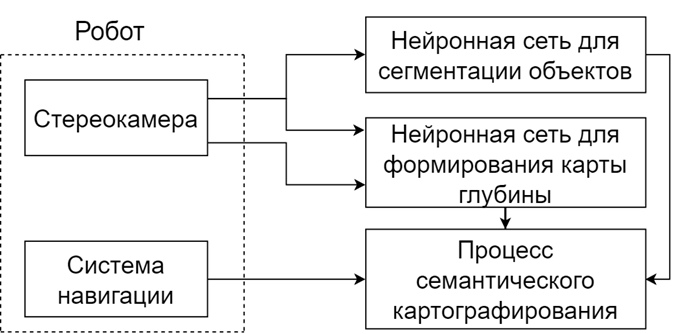 Робот
Стереокамера
Система
навигации
Нейронная сеть для
сегментации объектов
Нейронная сеть для
формирования карты
глубины
Процесс
семантического
картографирования